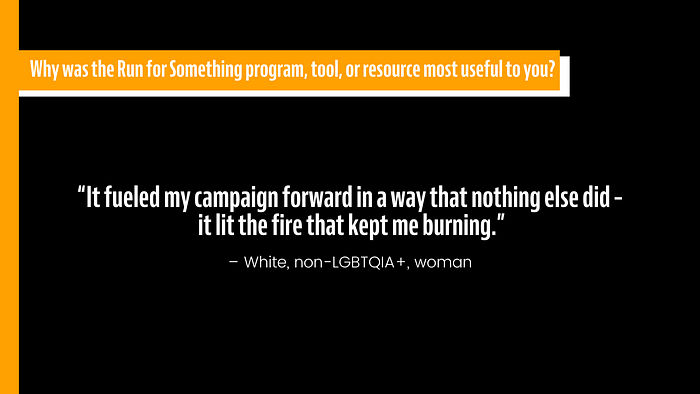 Why was the Run for Something program, tool, or resource most useful to you?
“It fueled my campaign forward in a way that nothing else did -
it lit the fire that kept me burning.”
– White, non-LGBTQIA+, woman